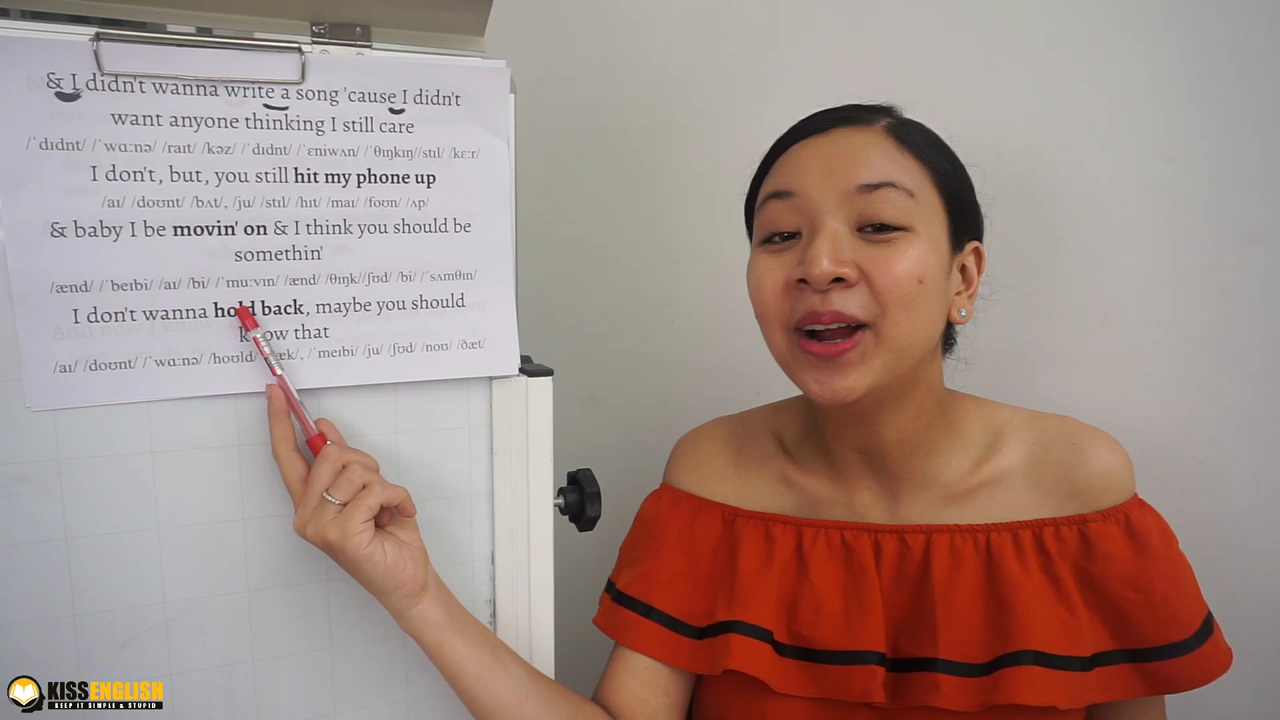 & I didn't wanna write a song 'cause I didn't
want anyone thinking I still care
/ˈdɪdnt/ /ˈwɑːnə/ /raɪt/ /kəz/ /ˈdɪdnt/ /ˈɛniwʌn/ /ˈθɪŋkɪŋ//stɪl/ /kɛːr/
I don't, but, you still hit my phone up
/aɪ/ /doʊnt/ /bʌt/, /ju/ /stɪl/ /hɪt/ /maɪ/ /foʊn/ /ʌp/
& baby I be movin' on & I think you should be
somethin'
/ænd/ /ˈbeɪbi/ /aɪ/ /bi/ /ˈmuːvɪn/ /ænd/ /θɪŋk//ʃʊd/ /bi/ /ˈsʌmθɪn/
I don't wanna hold back, maybe you should
know that
/aɪ/ /doʊnt/ /ˈwɑːnə/ /hoʊld/ /ˈmeɪbi/ /ju/ /ʃʊd/ /noʊ/ /ðæt/
KISSENGLISH
KEEP IT SIMPLE & STUPID